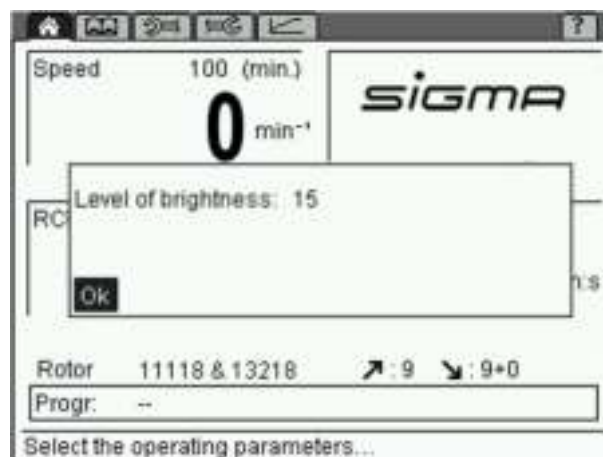 ?
Speed 100 (min.)
0 min⁻¹
SIGMA
Level of brightness: 15
RC
Ok
n:s
Rotor 11118 & 13218 ↗: 9 ↘: 9+0
Progr: --
Select the operating parameters...